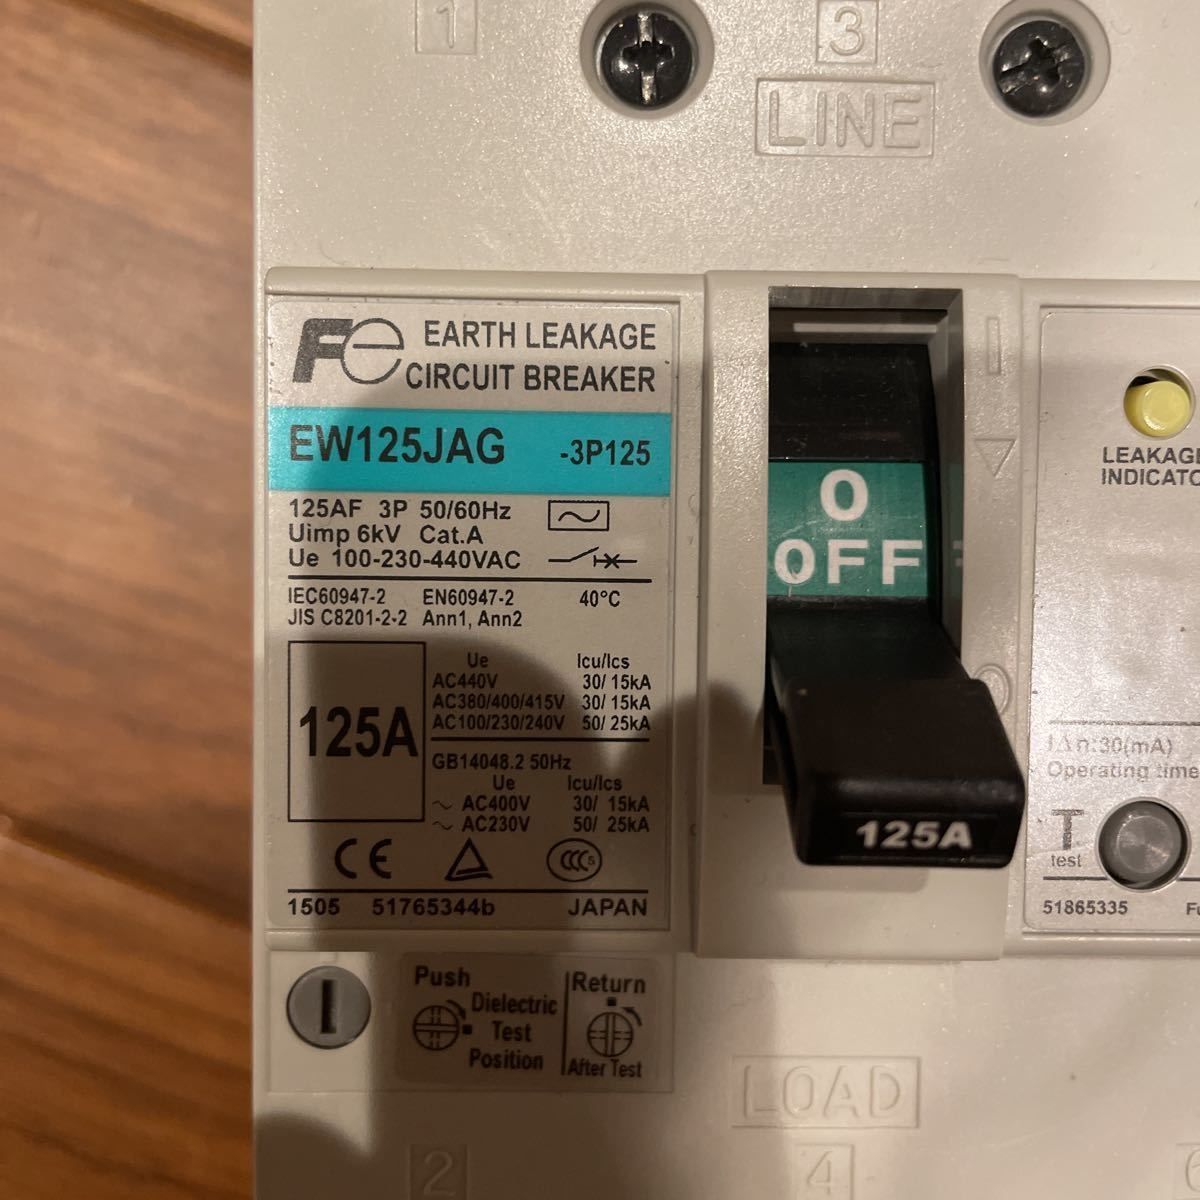 1
3
LINE
Fe EARTH LEAKAGE
CIRCUIT BREAKER
EW125JAG -3P125
125AF 3P 50/60Hz
Uimp 6kV Cat.A
Ue 100-230-440VAC
IEC60947-2 EN60947-2 40°C
JIS C8201-2-2 Ann1, Ann2
125A
Ue Icu/Ics
AC440V 30/ 15kA
AC380/400/415V 30/ 15kA
AC100/230/240V 50/ 25kA
GB14048.2 50Hz
Ue Icu/Ics
~ AC400V 30/ 15kA
~ AC230V 50/ 25kA
CE CCC S
1505 51765344b JAPAN
O
OFF
125A
LEAKAGE
INDICATO
IΔn:30(mA)
Operating time
T
test
51865335 Fu
Push
Dielectric
Test
Position
Return
After Test
LOAD
2
4
6